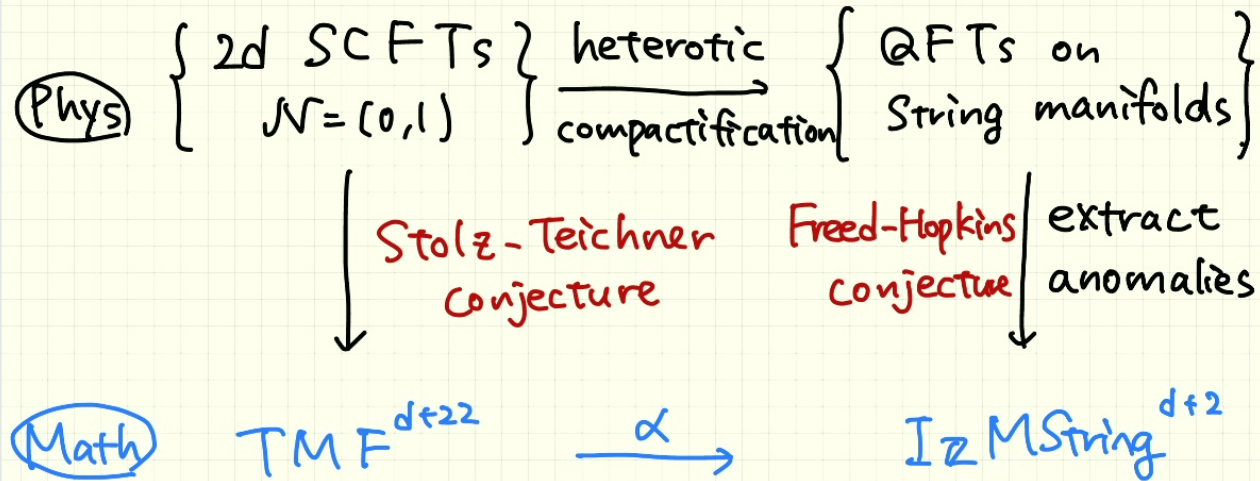 Phys
{ 2d SCFTs
N=(0,1) }
heterotic
compactification
{ QFTs on
String manifolds }
Stolz-Teichner
conjecture
Freed-Hopkins
conjecture
extract
anomalies
Math
TMF^{d+22}
α
I_Z MString^{d+2}